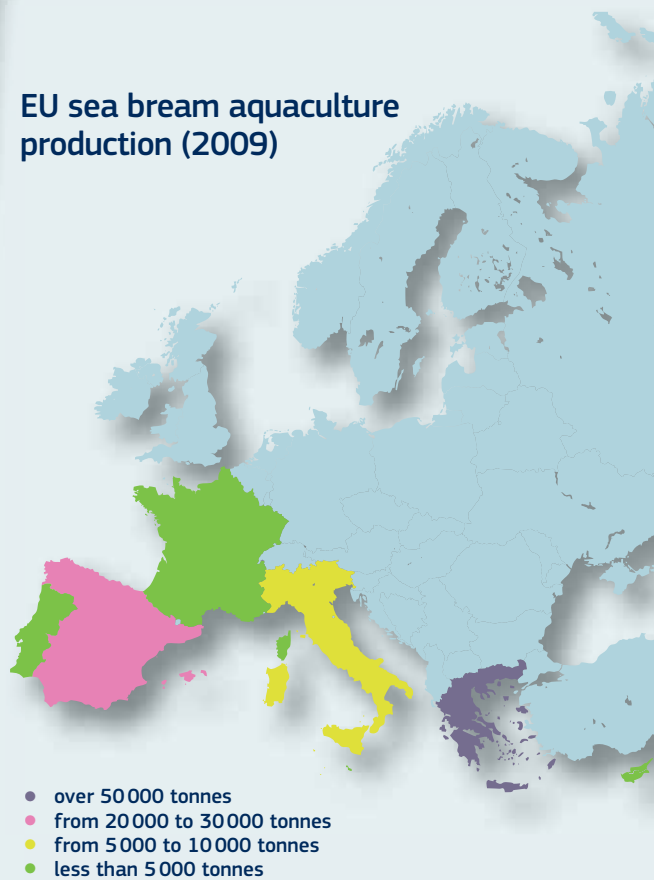 EU sea bream aquaculture
production (2009)
over 50 000 tonnes
from 20 000 to 30 000 tonnes
from 5 000 to 10 000 tonnes
less than 5 000 tonnes